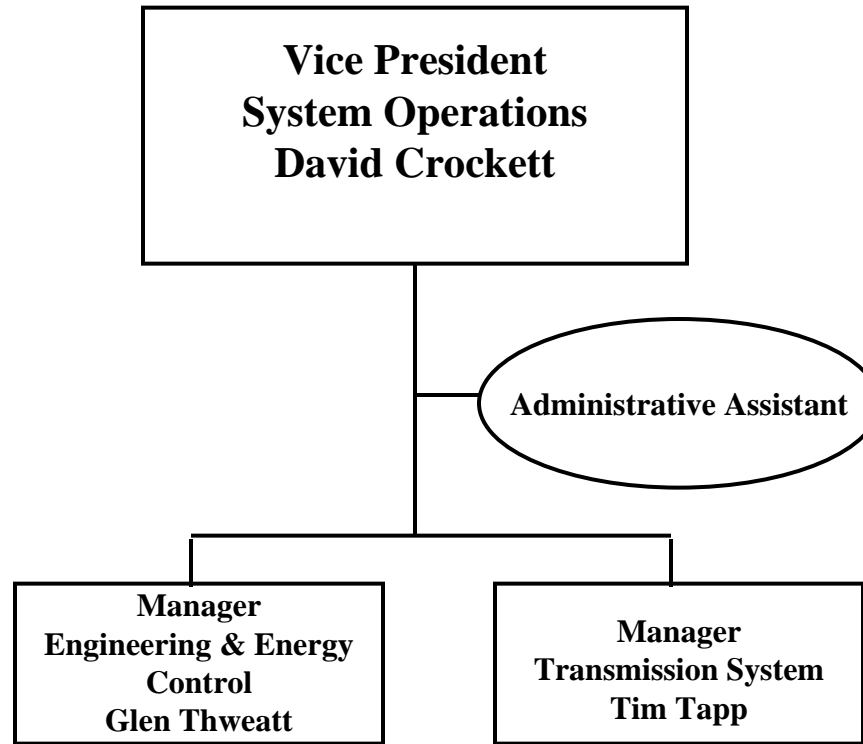 Vice President
System Operations
David Crockett
Administrative Assistant
Manager
Engineering & Energy
Control
Glen Thweatt
Manager
Transmission System
Tim Tapp